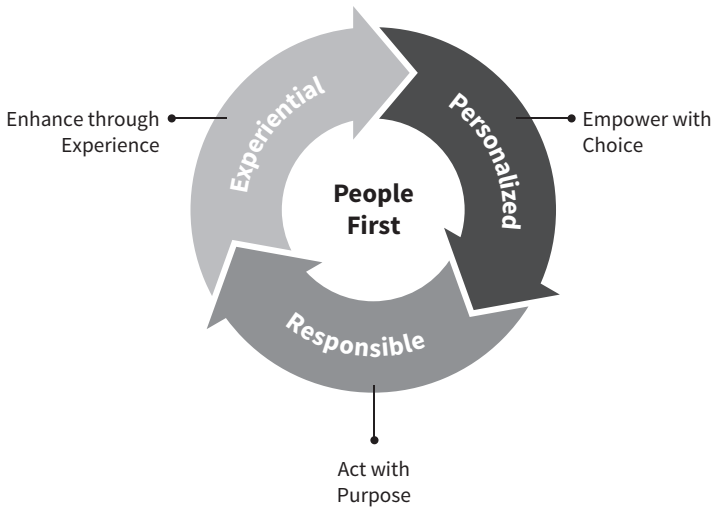 Experiential
Personalized
Enhance through
Experience
Empower with
Choice
People
First
Responsible
Act with
Purpose